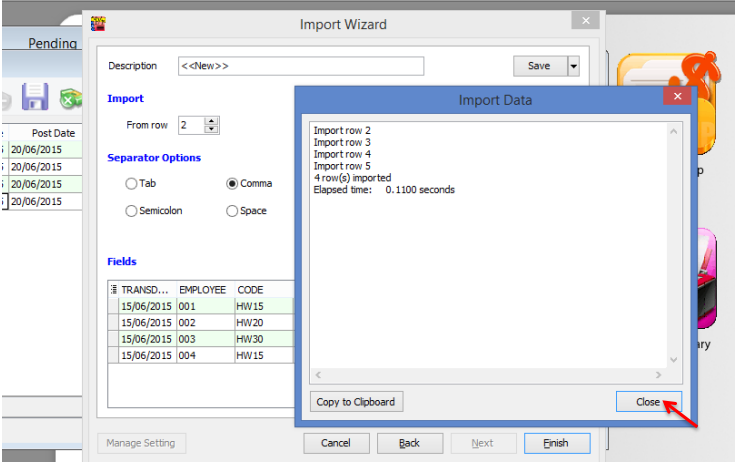 Import Wizard
Pending
Description
<<New>>
Save
Import
Import Data
From row
2
Import row 2
Import row 3
Import row 4
Import row 5
4 row(s) imported
Elapsed time: 0.1100 seconds
Post Date
20/06/2015
20/06/2015
20/06/2015
20/06/2015
Separator Options
Tab
Comma
Semicolon
Space
Fields
TRANSD... EMPLOYEE CODE
15/06/2015 001 HW15
15/06/2015 002 HW20
15/06/2015 003 HW30
15/06/2015 004 HW15
Copy to Clipboard
Close
Manage Setting
Cancel
Back
Next
Finish